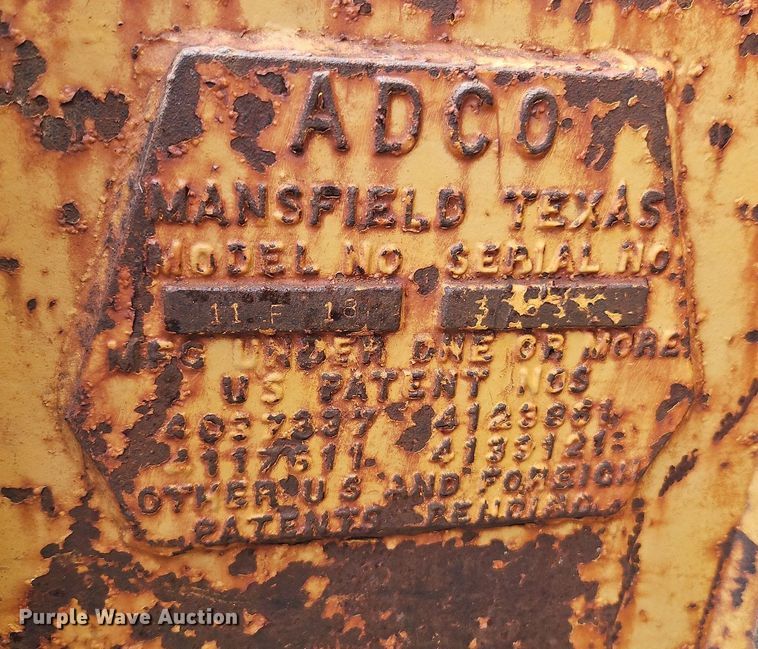 ADCO
MANSFIELD TEXAS
MODEL NO. SERIAL NO.
11 F 18
MFG UNDER ONE OR MORE
US PATENT NOS
4037337
OTHER U S AND FOREIGN
PATENTS PENDING
Purple Wave Auction